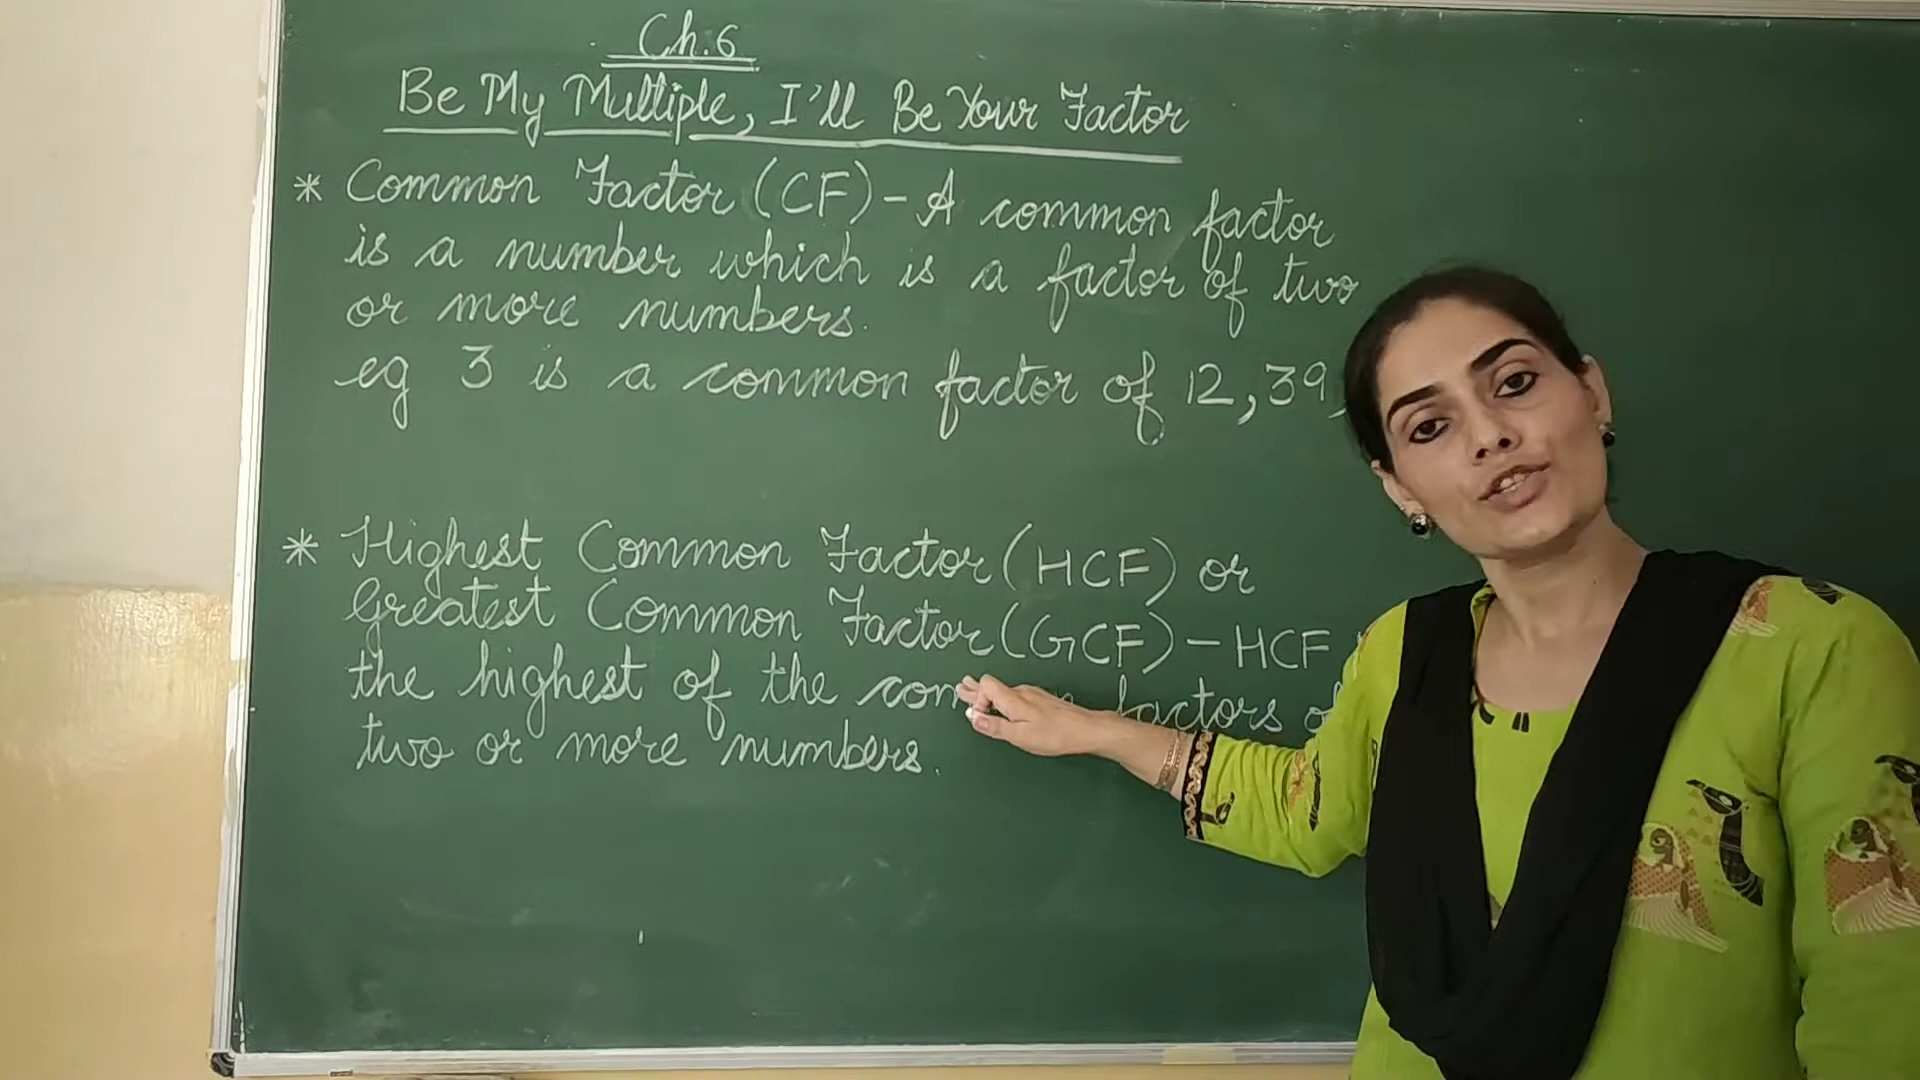 Ch.6
Be My Multiple, I'll Be Your Factor
* Common Factor (CF) - A common factor
is a number which is a factor of two
or more numbers.
eg 3 is a common factor of 12, 39,
* Highest Common Factor (HCF) or
Greatest Common Factor (GCF) - HCF
the highest of the factors
two or more numbers.